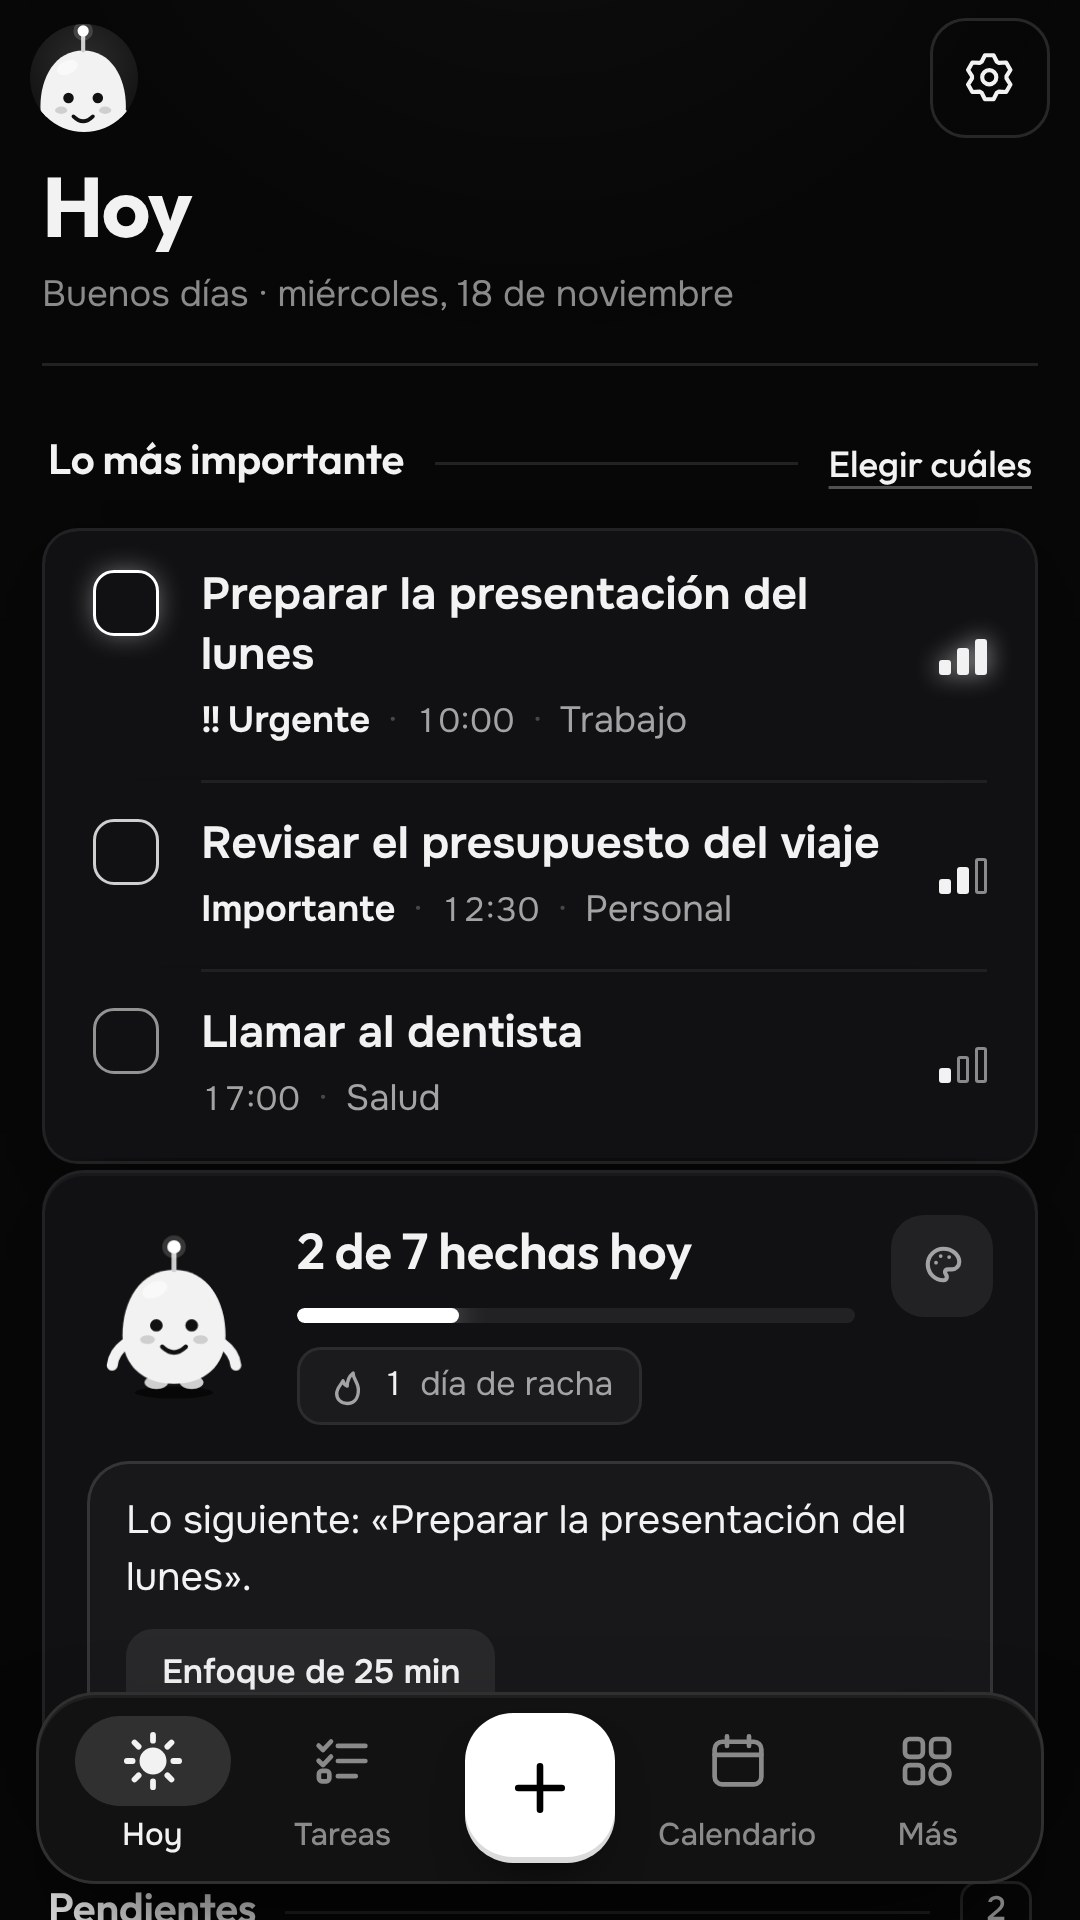 Hoy
Buenos días · miércoles, 18 de noviembre
Lo más importante
Elegir cuáles
Preparar la presentación del
lunes
!! Urgente · 10:00 · Trabajo
Revisar el presupuesto del viaje
Importante · 12:30 · Personal
Llamar al dentista
17:00 · Salud
2 de 7 hechas hoy
1 día de racha
Lo siguiente: «Preparar la presentación del
lunes».
Enfoque de 25 min
Hoy
Tareas
Calendario
Más
Pendientes
2